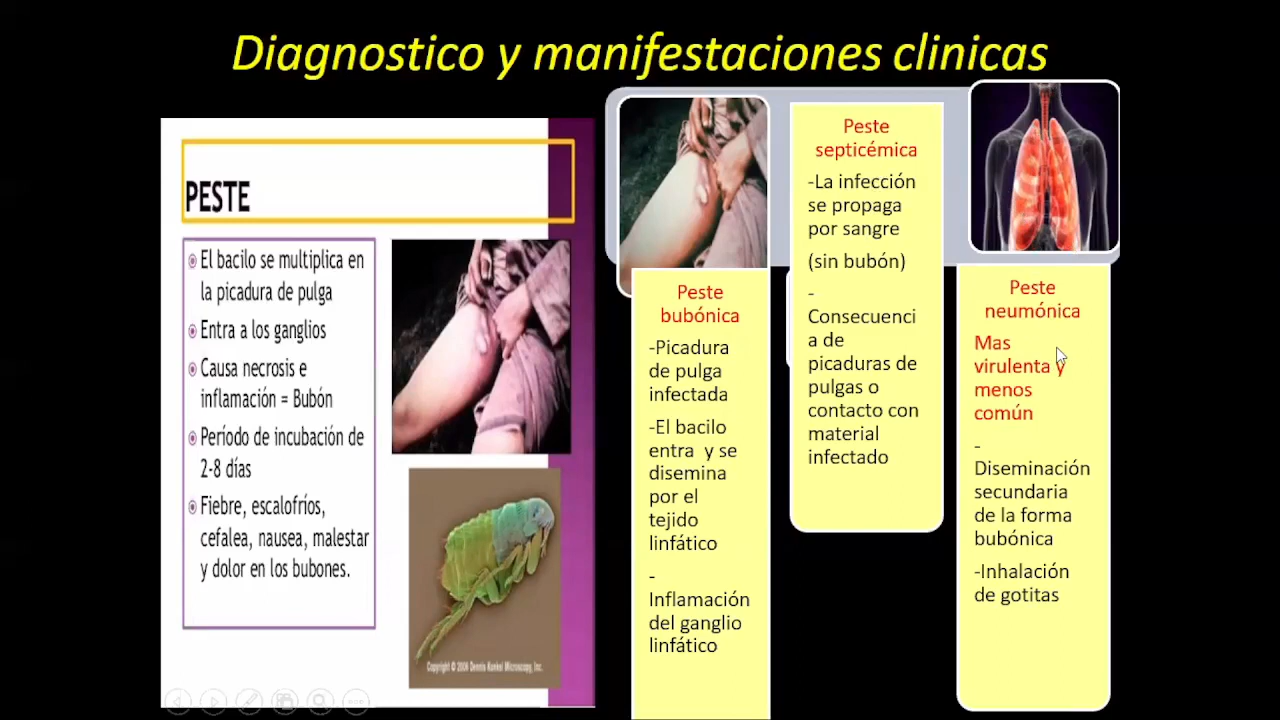 Diagnostico y manifestaciones clinicas
PESTE
El bacilo se multiplica en
la picadura de pulga
Entra a los ganglios
Causa necrosis e
inflamación = Bubón
Período de incubación de
2-8 días
Fiebre, escalofríos,
cefalea, nausea, malestar
y dolor en los bubones.
Copyright © 2004 Dennis Kunkel Microscopy, Inc.
Peste
bubónica
-Picadura
de pulga
infectada
-El bacilo
entra y se
disemina
por el
tejido
linfático
-
Inflamación
del ganglio
linfático
Peste
septicémica
-La infección
se propaga
por sangre
(sin bubón)
-
Consecuenci
a de
picaduras de
pulgas o
contacto con
material
infectado
Peste
neumónica
Mas
virulenta y
menos
común
-
Diseminación
secundaria
de la forma
bubónica
-Inhalación
de gotitas